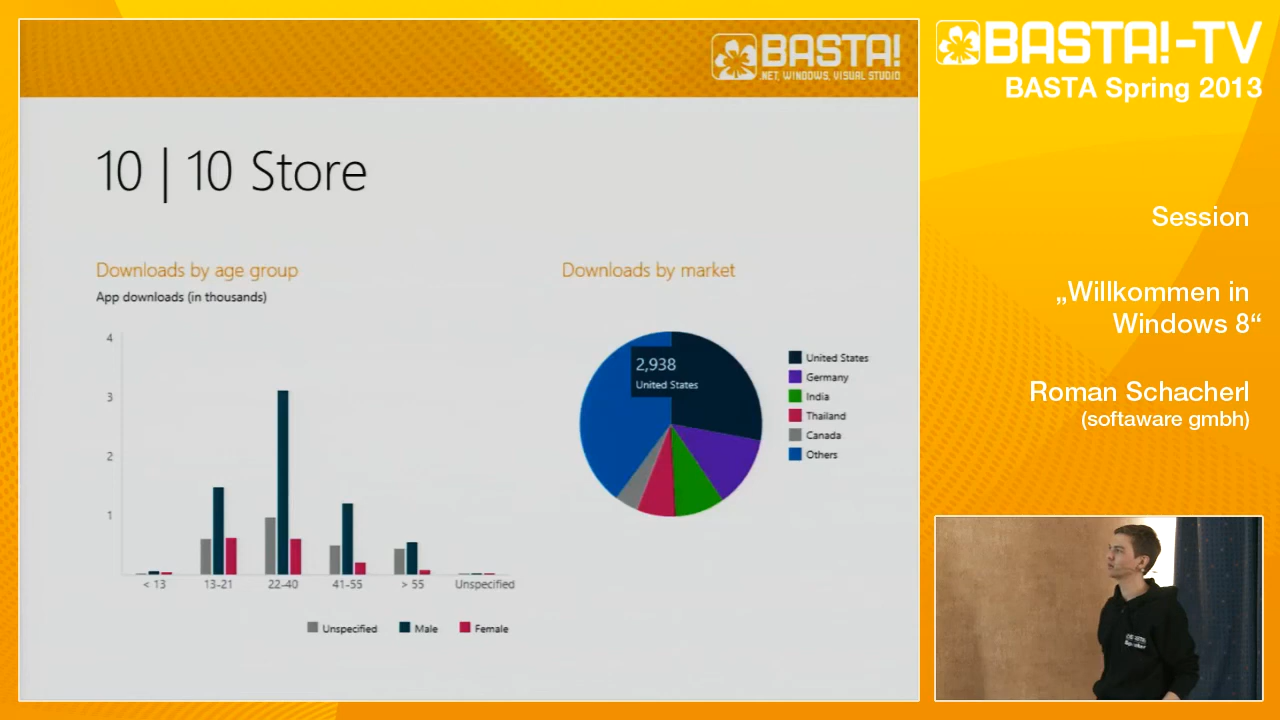 BASTA!
.NET, WINDOWS, VISUAL STUDIO
BASTA!-TV
BASTA Spring 2013
10 | 10 Store
Session
„Willkommen in
Windows 8“
Roman Schacherl
(softaware gmbh)
Downloads by age group
App downloads (in thousands)
4
3
2
1
< 13
13-21
22-40
41-55
> 55
Unspecified
Unspecified
Male
Female
Downloads by market
2,938
United States
United States
Germany
India
Thailand
Canada
Others